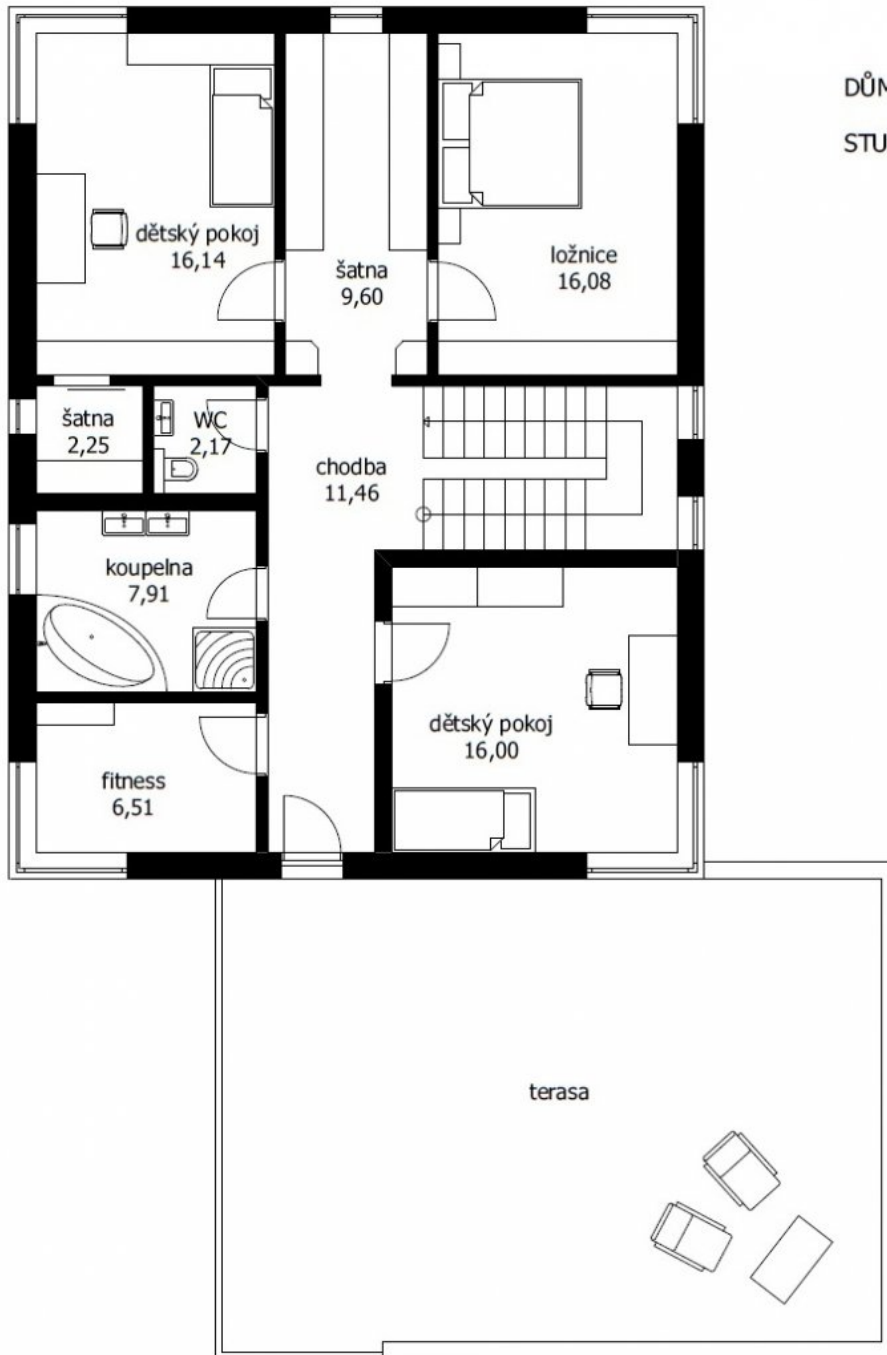 DŮM
STU
dětský pokoj
16,14
šatna
9,60
ložnice
16,08
šatna
2,25
WC
2,17
chodba
11,46
koupelna
7,91
dětský pokoj
16,00
fitness
6,51
terasa